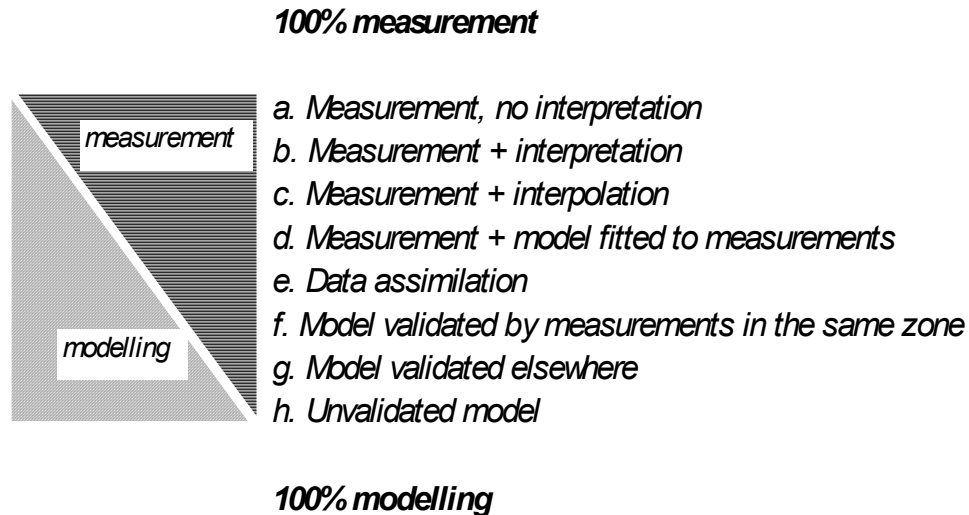 100% measurement
measurement
a. Measurement, no interpretation
b. Measurement + interpretation
c. Measurement + interpolation
d. Measurement + model fitted to measurements
e. Data assimilation
f. Model validated by measurements in the same zone
modelling
g. Model validated elsewhere
h. Unvalidated model
100% modelling